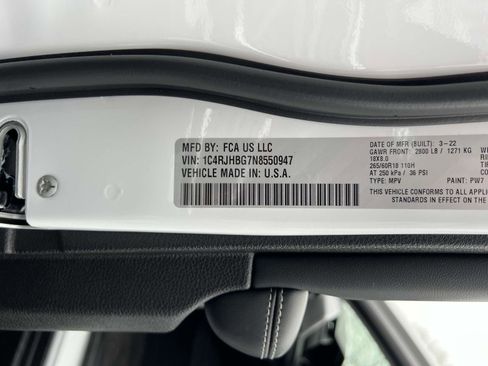 MFD BY: FCA US LLC
VIN: 1C4RJHBG7N8550947
VEHICLE MADE IN: U.S.A.
DATE OF MFR (BUILT): 3-22
GAWR FRONT: 2800 LB / 1271 KG
18X8.0
265/60R18 110H
AT 250 kPa / 36 PSI
TYPE: MPV PAINT: PW7
THIS VEHICLE CONFORMS TO ALL APPLI
STANDARDS IN EFFECT ON THE